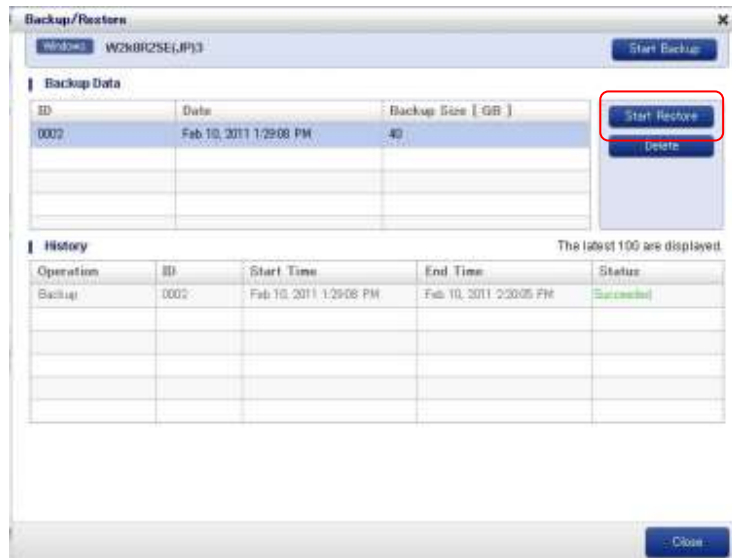 Backup/Restore
Windows W2k8R2SE(JP)3 Start Backup
Backup Data
ID Date Backup Size [ GB ]
0002 Feb 10, 2011 1:29:08 PM 40
Start Restore
Delete
History The latest 100 are displayed.
Operation ID Start Time End Time Status
Backup 0002 Feb 10, 2011 1:29:08 PM Feb 10, 2011 2:20:05 PM Succeeded
Close